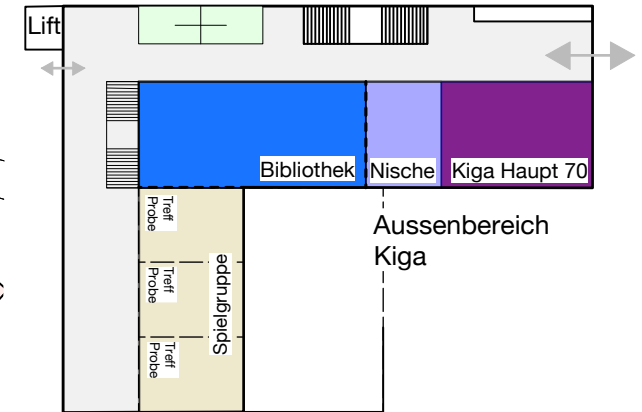 Lift
Bibliothek
Nische
Kiga Haupt 70
Aussenbereich
Kiga
Treff
Probe
Treff
Probe
Treff
Probe
Spielgruppe